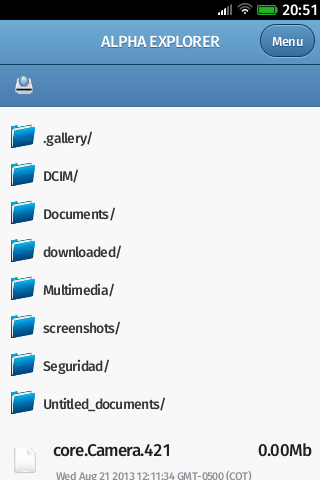 20:51
ALPHA EXPLORER
Menu
.gallery/
DCIM/
Documents/
downloaded/
Multimedia/
screenshots/
Seguridad/
Untitled_documents/
core.Camera.421 0.00Mb
Wed Aug 21 2013 12:11:34 GMT-0500 (COT)